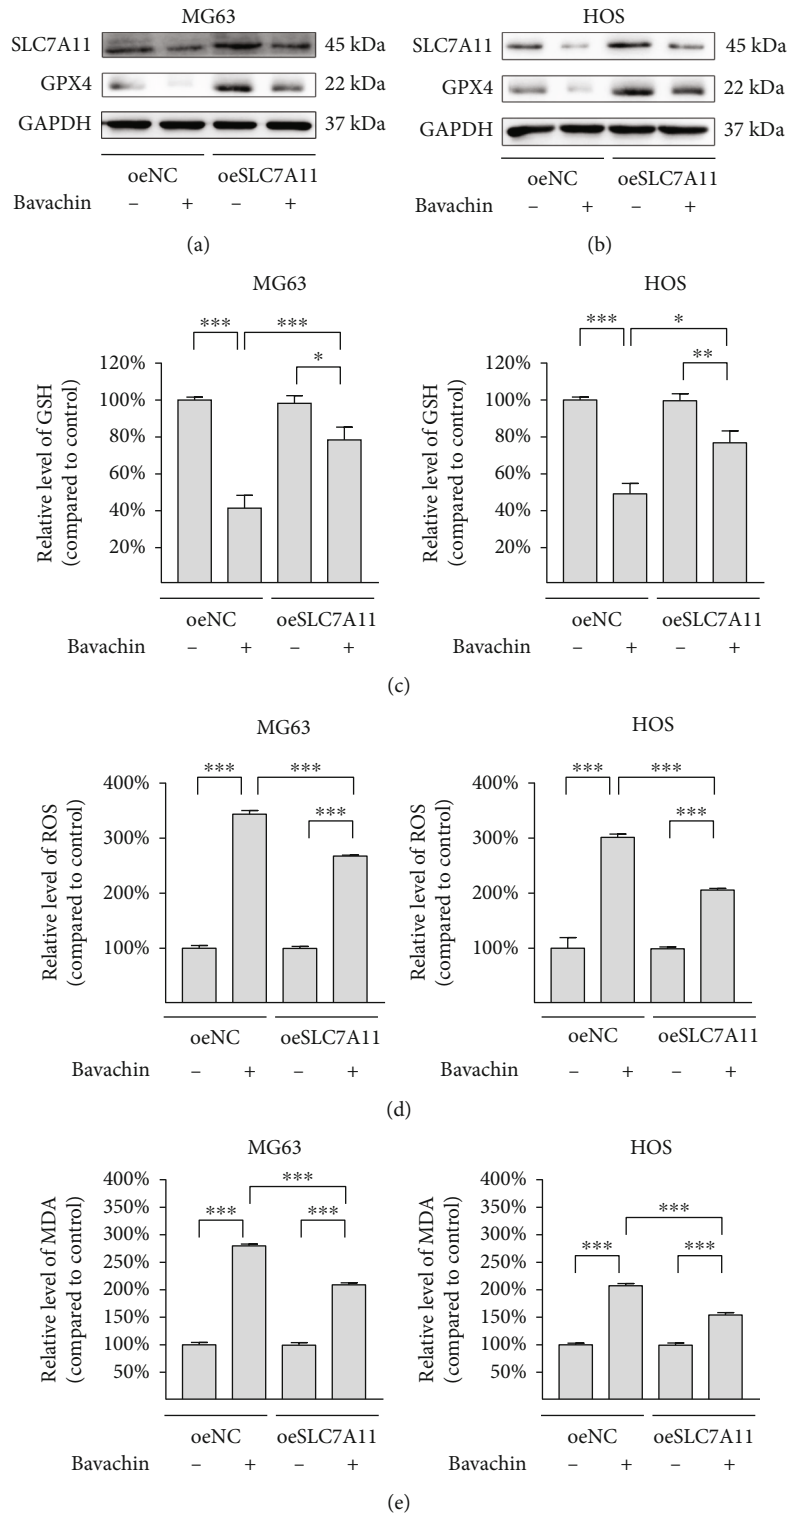 MG63
SLC7A11 45 kDa
GPX4 22 kDa
GAPDH 37 kDa
oeNC oeSLC7A11
Bavachin – + – +
(a)
HOS
SLC7A11 45 kDa
GPX4 22 kDa
GAPDH 37 kDa
oeNC oeSLC7A11
Bavachin – + – +
(b)
MG63
*** ***
*
120%
100%
80%
60%
40%
20%
Relative level of GSH
(compared to control)
oeNC oeSLC7A11
Bavachin – + – +
HOS
*** *
**
120%
100%
80%
60%
40%
20%
Relative level of GSH
(compared to control)
oeNC oeSLC7A11
Bavachin – + – +
(c)
MG63
*** ***
***
400%
300%
200%
100%
Relative level of ROS
(compared to control)
oeNC oeSLC7A11
Bavachin – + – +
HOS
*** ***
***
400%
300%
200%
100%
Relative level of ROS
(compared to control)
oeNC oeSLC7A11
Bavachin – + – +
(d)
MG63
***
*** ***
400%
350%
300%
250%
200%
150%
100%
50%
Relative level of MDA
(compared to control)
oeNC oeSLC7A11
Bavachin – + – +
HOS
***
*** ***
400%
350%
300%
250%
200%
150%
100%
50%
Relative level of MDA
(compared to control)
oeNC oeSLC7A11
Bavachin – + – +
(e)